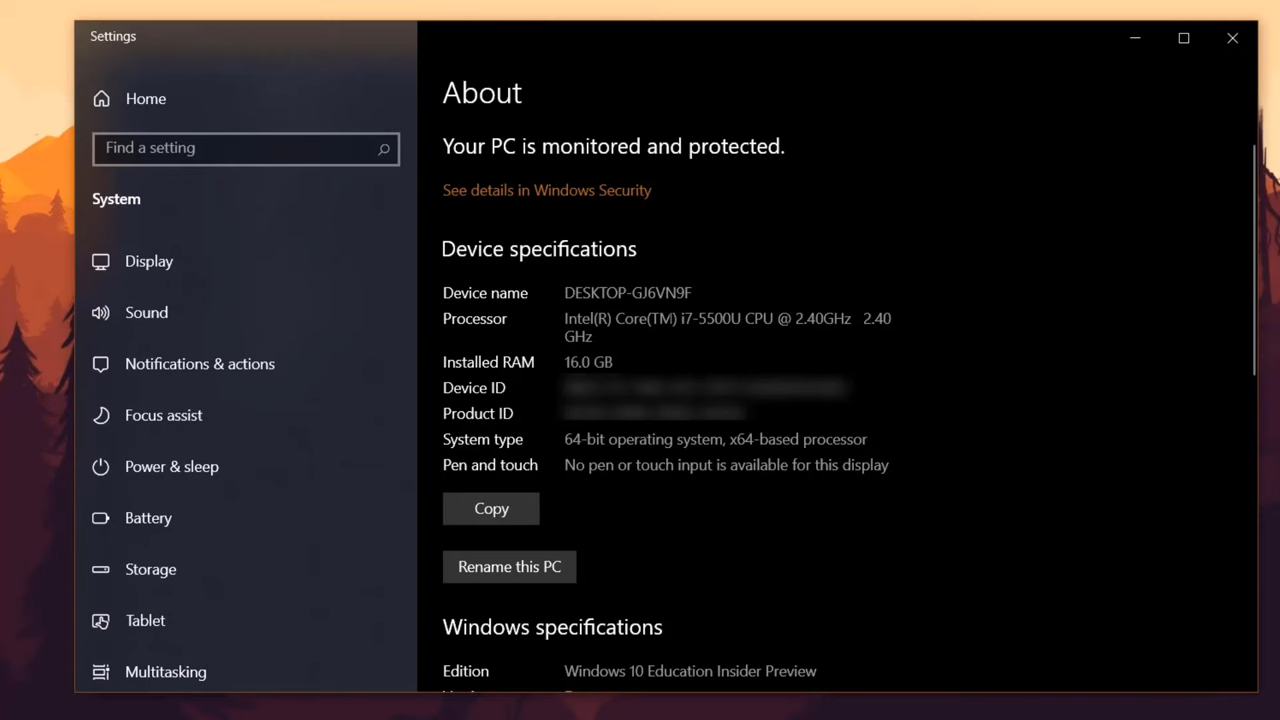 Settings
Home
Find a setting
System
Display
Sound
Notifications & actions
Focus assist
Power & sleep
Battery
Storage
Tablet
Multitasking
About
Your PC is monitored and protected.
See details in Windows Security
Device specifications
Device name DESKTOP-GJ6VN9F
Processor Intel(R) Core(TM) i7-5500U CPU @ 2.40GHz 2.40
GHz
Installed RAM 16.0 GB
Device ID
Product ID
System type 64-bit operating system, x64-based processor
Pen and touch No pen or touch input is available for this display
Copy
Rename this PC
Windows specifications
Edition Windows 10 Education Insider Preview